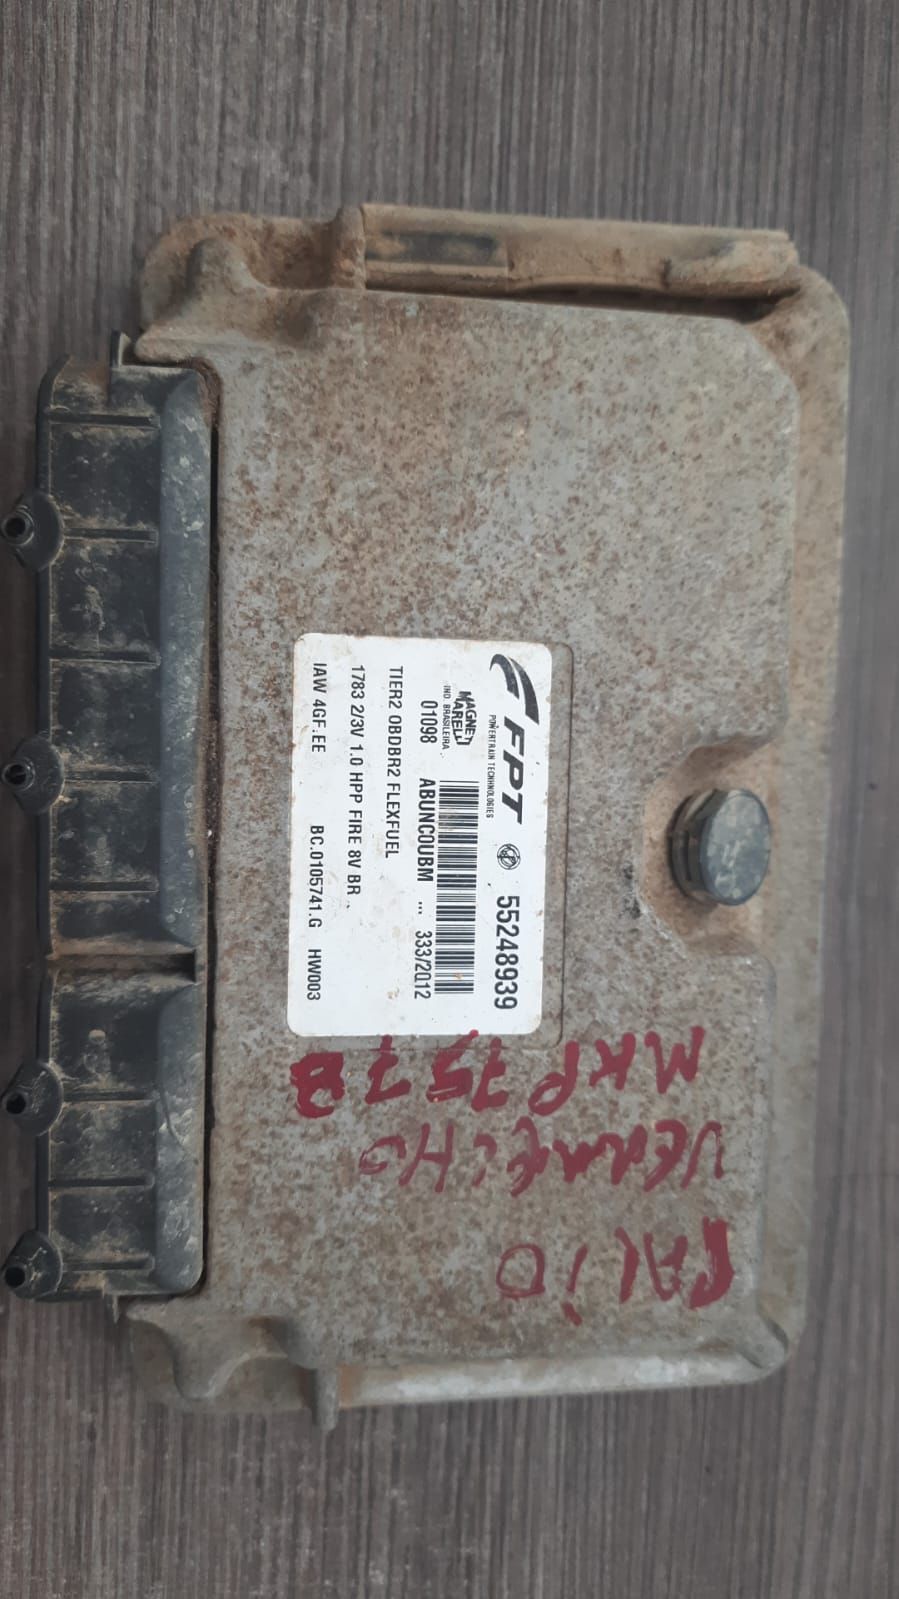 FPT
POWERTRAIN TECHNOLOGIES
55248939
MAGNETI
MARELLI
IND. BRASILEIRA
01098 ABUNC0UBM ... 333/2012
TIER2 OBDBR2 FLEXFUEL
1783 2/3V 1.0 HPP FIRE 8V BR
IAW 4GF.EE BC.0105741.G HW003
MKP 7578
VERMELHO
PALIO